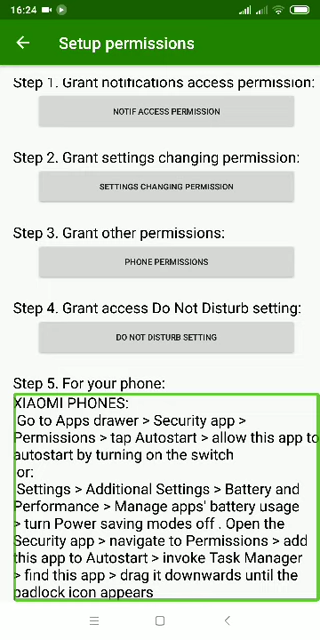 16:24
Setup permissions
Step 1. Grant notifications access permission:
NOTIF ACCESS PERMISSION
Step 2. Grant settings changing permission:
SETTINGS CHANGING PERMISSION
Step 3. Grant other permissions:
PHONE PERMISSIONS
Step 4. Grant access Do Not Disturb setting:
DO NOT DISTURB SETTING
Step 5. For your phone:
XIAOMI PHONES:
Go to Apps drawer > Security app >
Permissions > tap Autostart > allow this app to
autostart by turning on the switch
or:
Settings > Additional Settings > Battery and
Performance > Manage apps' battery usage
> turn Power saving modes off . Open the
Security app > navigate to Permissions > add
this app to Autostart > invoke Task Manager
> find this app > drag it downwards until the
padlock icon appears